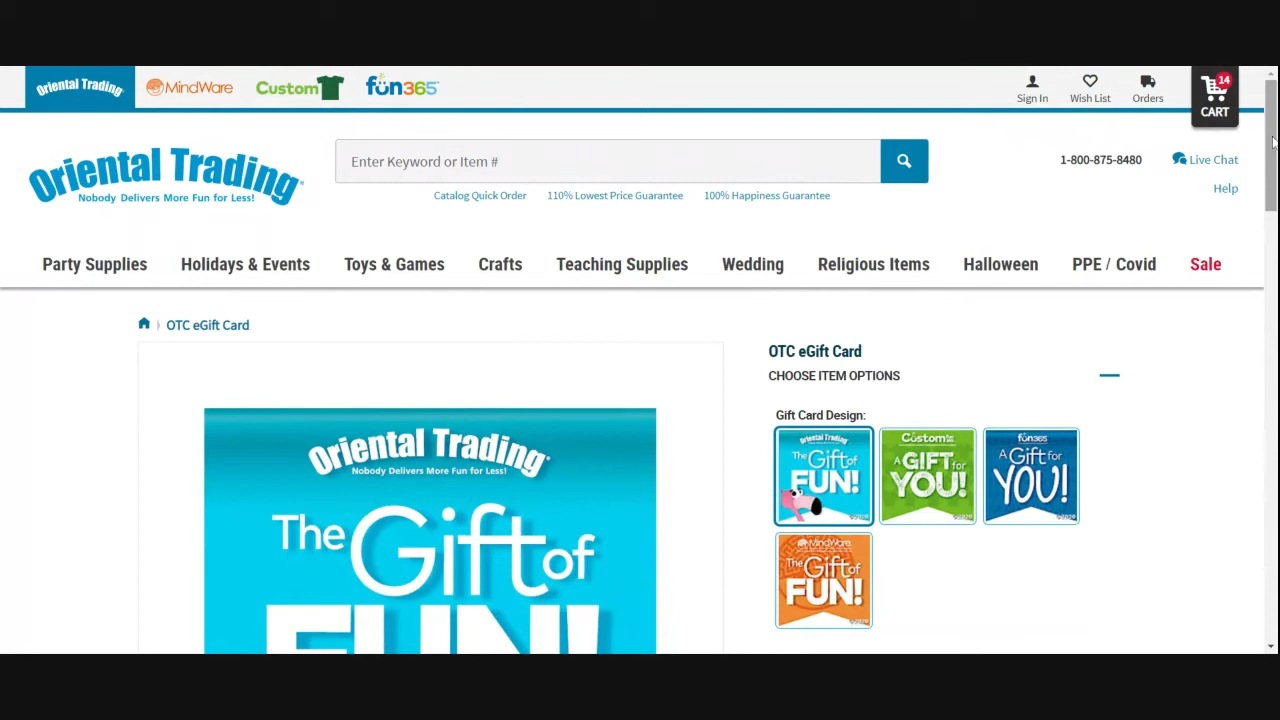 Oriental Trading
MindWare
Custom
fun365
Sign In
Wish List
Orders
14
CART
Oriental Trading
Nobody Delivers More Fun for Less!
Enter Keyword or Item #
Catalog Quick Order
110% Lowest Price Guarantee
100% Happiness Guarantee
1-800-875-8480
Live Chat
Help
Party Supplies
Holidays & Events
Toys & Games
Crafts
Teaching Supplies
Wedding
Religious Items
Halloween
PPE / Covid
Sale
OTC eGift Card
Oriental Trading
Nobody Delivers More Fun for Less!
The Gift of
FUN!
OTC eGift Card
CHOOSE ITEM OPTIONS
Gift Card Design:
Oriental Trading
The Gift of
FUN!
Custom
A GIFT for
YOU!
fun365
A Gift for
YOU!
MindWare
The Gift of
FUN!